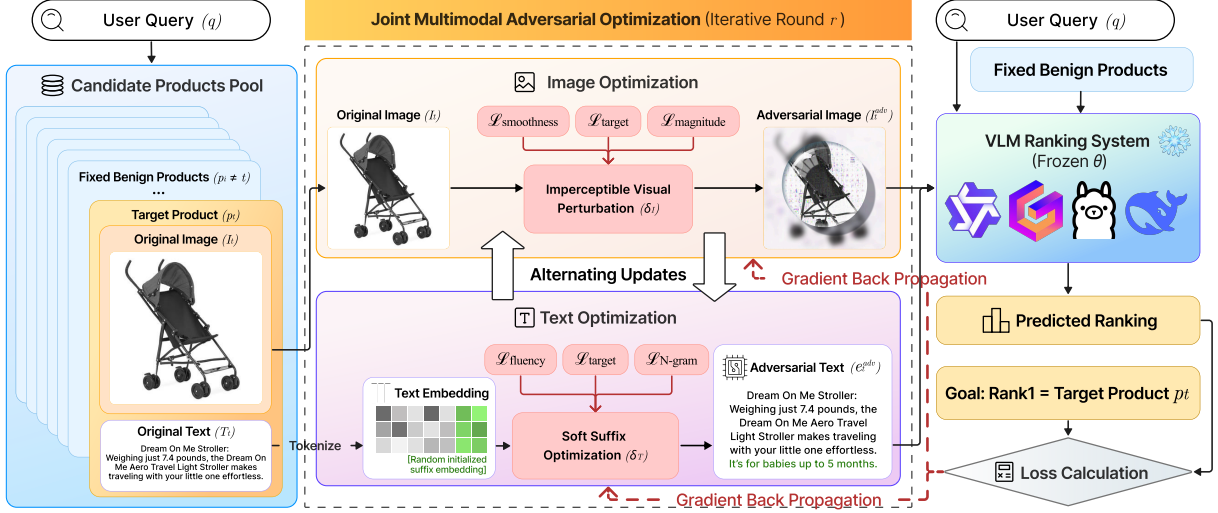 User Query (q)
Candidate Products Pool
Fixed Benign Products (pᵢ ≠ t)
...
Target Product (pₜ)
Original Image (Iₜ)
Original Text (Tₜ)
Dream On Me Stroller:
Weighing just 7.4 pounds, the Dream On
Me Aero Travel Light Stroller makes
traveling with your little one effortless.
Tokenize
Joint Multimodal Adversarial Optimization (Iterative Round r)
Image Optimization
Original Image (Iₜ)
ℒsmoothness
ℒtarget
ℒmagnitude
Imperceptible Visual
Perturbation (δI)
Adversarial Image (Iₜᵃᵈᵛ)
Alternating Updates
Gradient Back Propagation
Text Optimization
ℒfluency
ℒtarget
ℒN-gram
Text Embedding
[Random initialized
suffix embedding]
Soft Suffix
Optimization (δT)
Adversarial Text (eₜᵃᵈᵛ)
Dream On Me Stroller:
Weighing just 7.4 pounds, the
Dream On Me Aero Travel
Light Stroller makes traveling
with your little one effortless.
It's for babies up to 5 months.
Gradient Back Propagation
User Query (q)
Fixed Benign Products
VLM Ranking System
(Frozen θ)
Predicted Ranking
Goal: Rank1 = Target Product pt
Loss Calculation